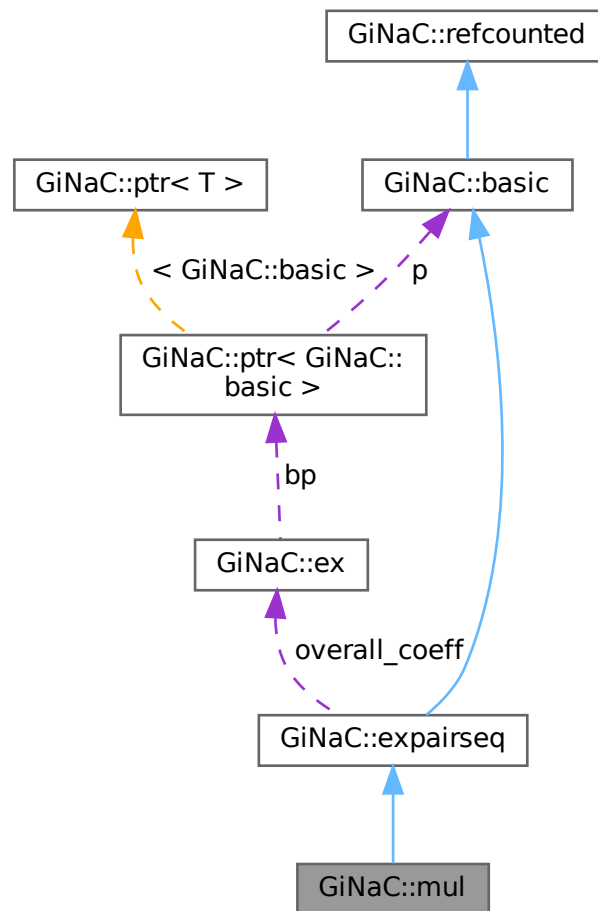 GiNaC::refcounted
GiNaC::ptr< T >
GiNaC::basic
< GiNaC::basic >
p
GiNaC::ptr< GiNaC::
basic >
bp
GiNaC::ex
overall_coeff
GiNaC::expairseq
GiNaC::mul